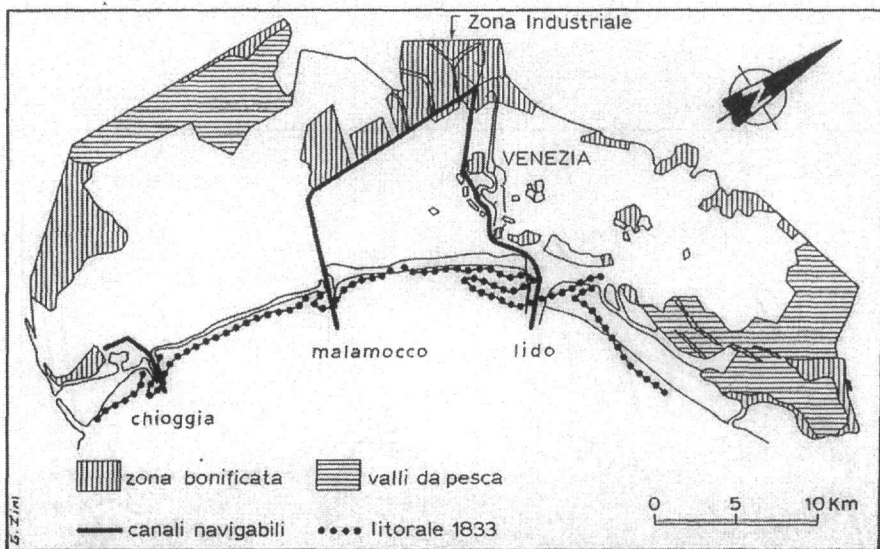 Zona Industriale
N
VENEZIA
malamocco
lido
chioggia
zona bonificata
valli da pesca
canali navigabili
litorale 1833
0 5 10 Km